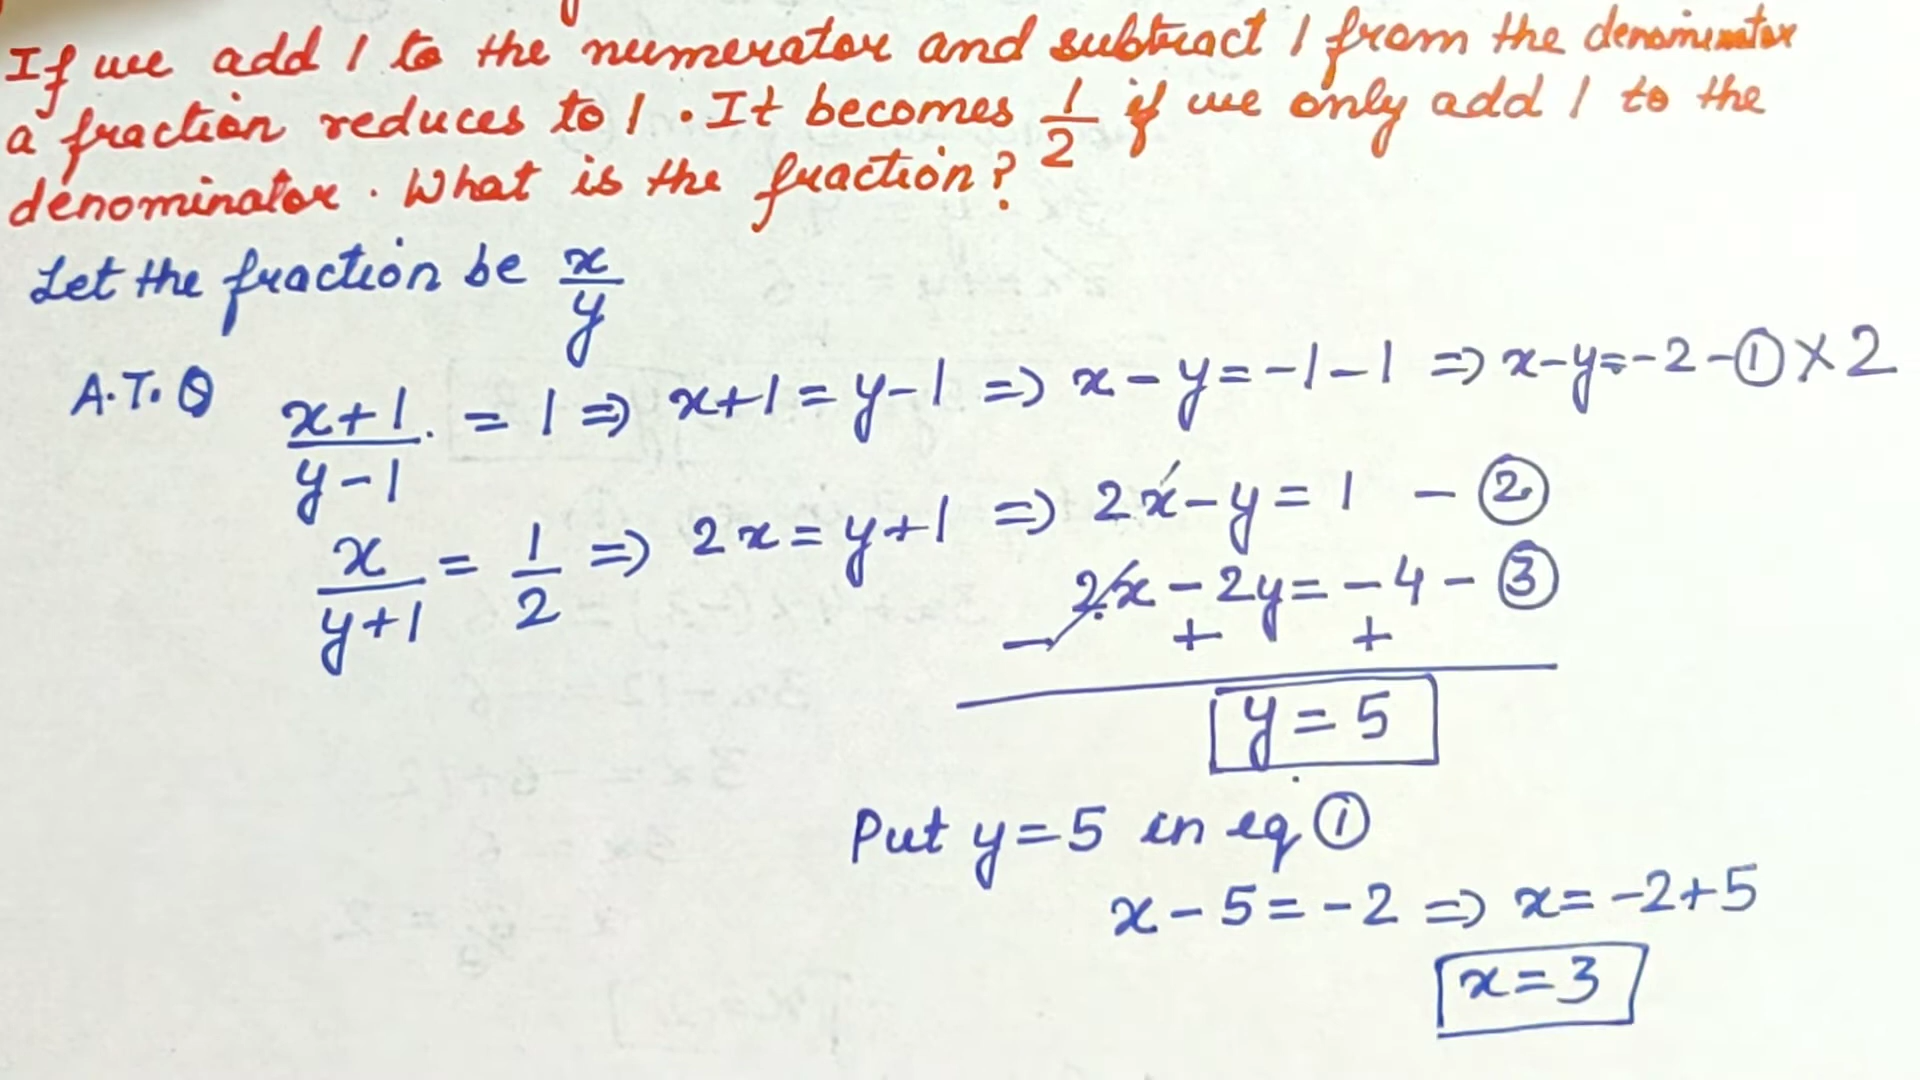 If we add 1 to the numerator and subtract 1 from the denominator
a fraction reduces to 1. It becomes 1/2 if we only add 1 to the
denominator. What is the fraction?
Let the fraction be x/y
A.T.Q (x+1)/(y-1) = 1 => x+1 = y-1 => x-y = -1-1 => x-y = -2 - ① × 2
x/(y+1) = 1/2 => 2x = y+1 => 2x-y = 1 - ②
2x - 2y = -4 - ③
- + +
y = 5
Put y=5 in eq ①
x - 5 = -2 => x = -2+5
x = 3